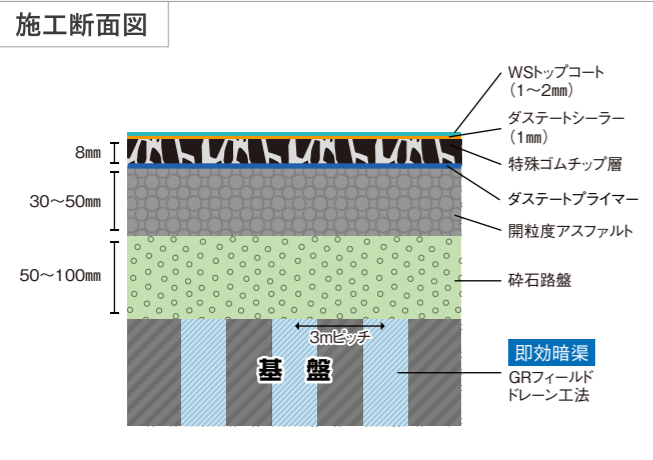 施工断面図
WSトップコート
（1〜2㎜）
ダステートシーラー
（1㎜）
特殊ゴムチップ層
ダステートプライマー
開粒度アスファルト
砕石路盤
8㎜
30〜50㎜
50〜100㎜
3mピッチ
基 盤
即効暗渠
GRフィールド
ドレーン工法